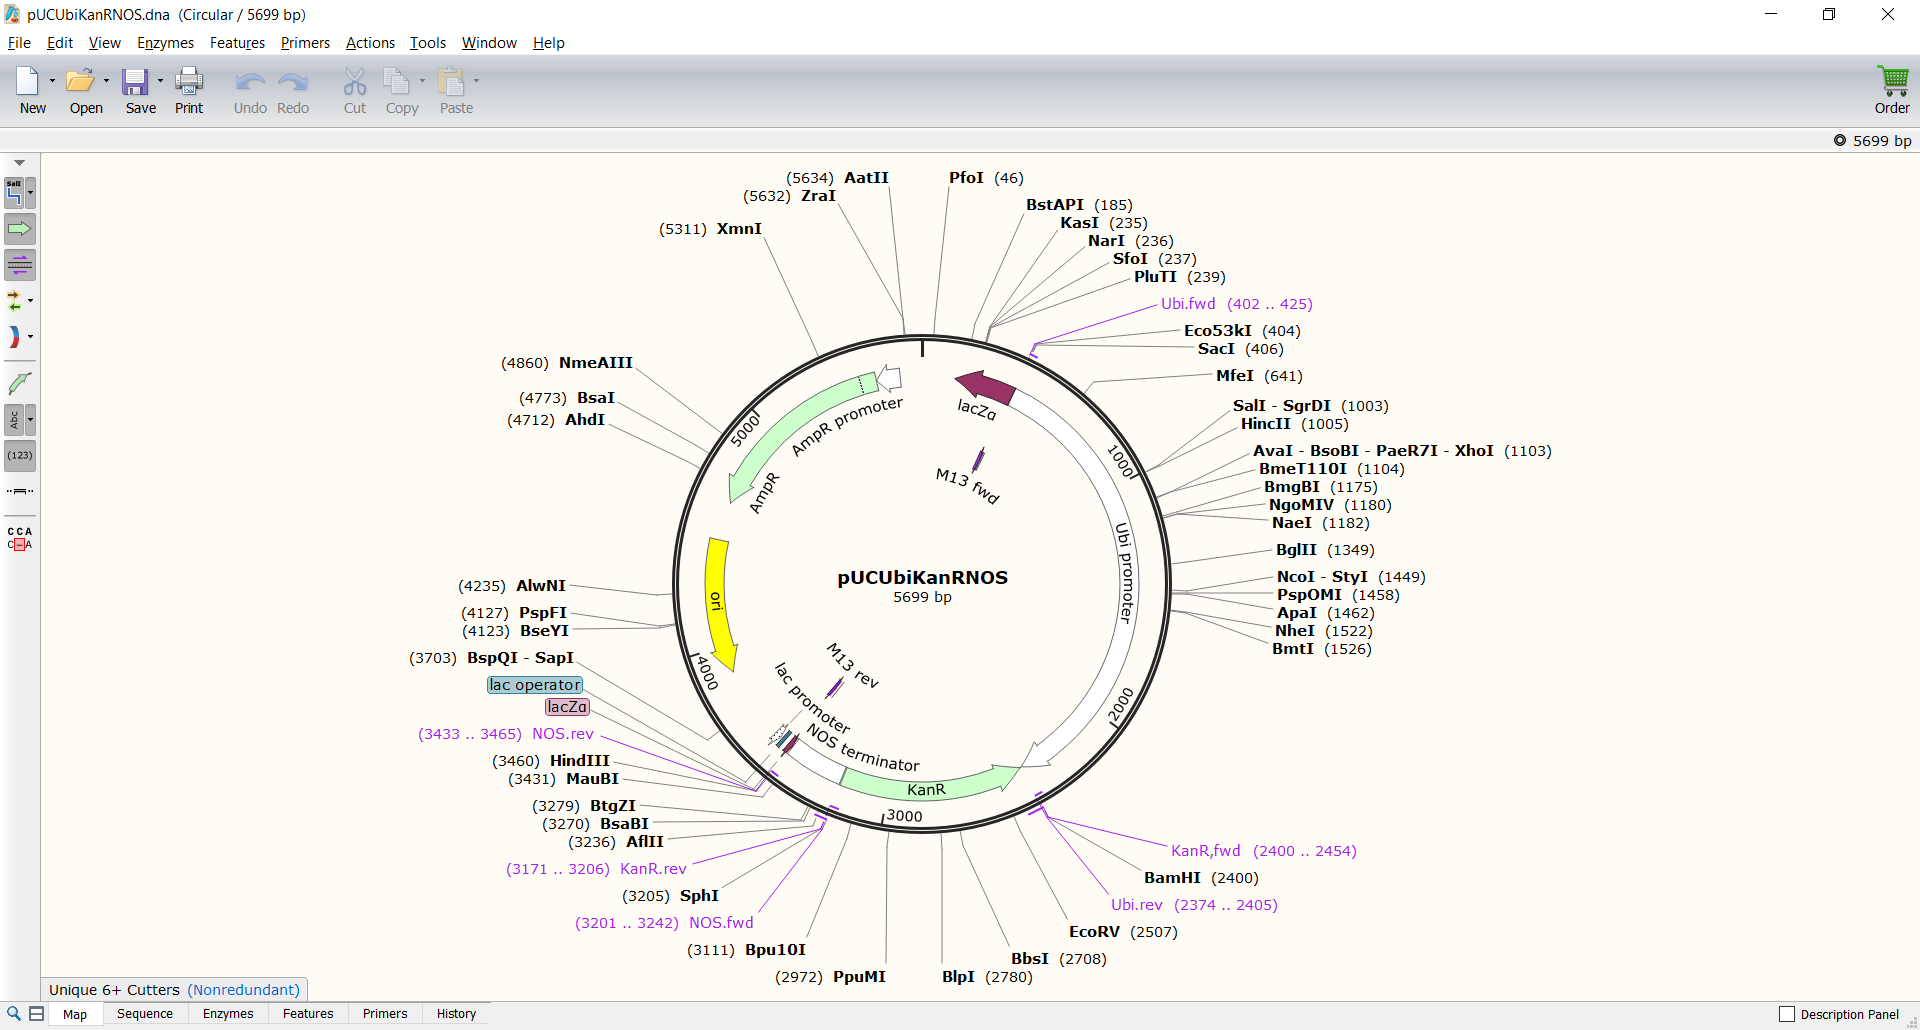 pUCUbiKanRNOS.dna (Circular / 5699 bp)
File Edit View Enzymes Features Primers Actions Tools Window Help
New Open Save Print Undo Redo Cut Copy Paste Order
5699 bp
SalI
Abc
(123)
CCA
C–A
(5634) AatII
(5632) ZraI
(5311) XmnI
(4860) NmeAIII
(4773) BsaI
(4712) AhdI
(4235) AlwNI
(4127) PspFI
(4123) BseYI
(3703) BspQI - SapI
lac operator
lacZα
(3433 .. 3465) NOS.rev
(3460) HindIII
(3431) MauBI
(3279) BtgZI
(3270) BsaBI
(3236) AflII
(3171 .. 3206) KanR.rev
(3205) SphI
(3201 .. 3242) NOS.fwd
(3111) Bpu10I
(2972) PpuMI
PfoI (46)
BstAPI (185)
KasI (235)
NarI (236)
SfoI (237)
PluTI (239)
Ubi.fwd (402 .. 425)
Eco53kI (404)
SacI (406)
MfeI (641)
SalI - SgrDI (1003)
HincII (1005)
AvaI - BsoBI - PaeR7I - XhoI (1103)
BmeT110I (1104)
BmgBI (1175)
NgoMIV (1180)
NaeI (1182)
BglII (1349)
NcoI - StyI (1449)
PspOMI (1458)
ApaI (1462)
NheI (1522)
BmtI (1526)
KanR,fwd (2400 .. 2454)
BamHI (2400)
Ubi.rev (2374 .. 2405)
EcoRV (2507)
BbsI (2708)
BlpI (2780)
1000
2000
3000
4000
5000
AmpR promoter
AmpR
ori
lacZα
M13 fwd
Ubi promoter
pUCUbiKanRNOS
5699 bp
M13 rev
lac promoter
NOS terminator
KanR
Unique 6+ Cutters (Nonredundant)
Map Sequence Enzymes Features Primers History
Description Panel